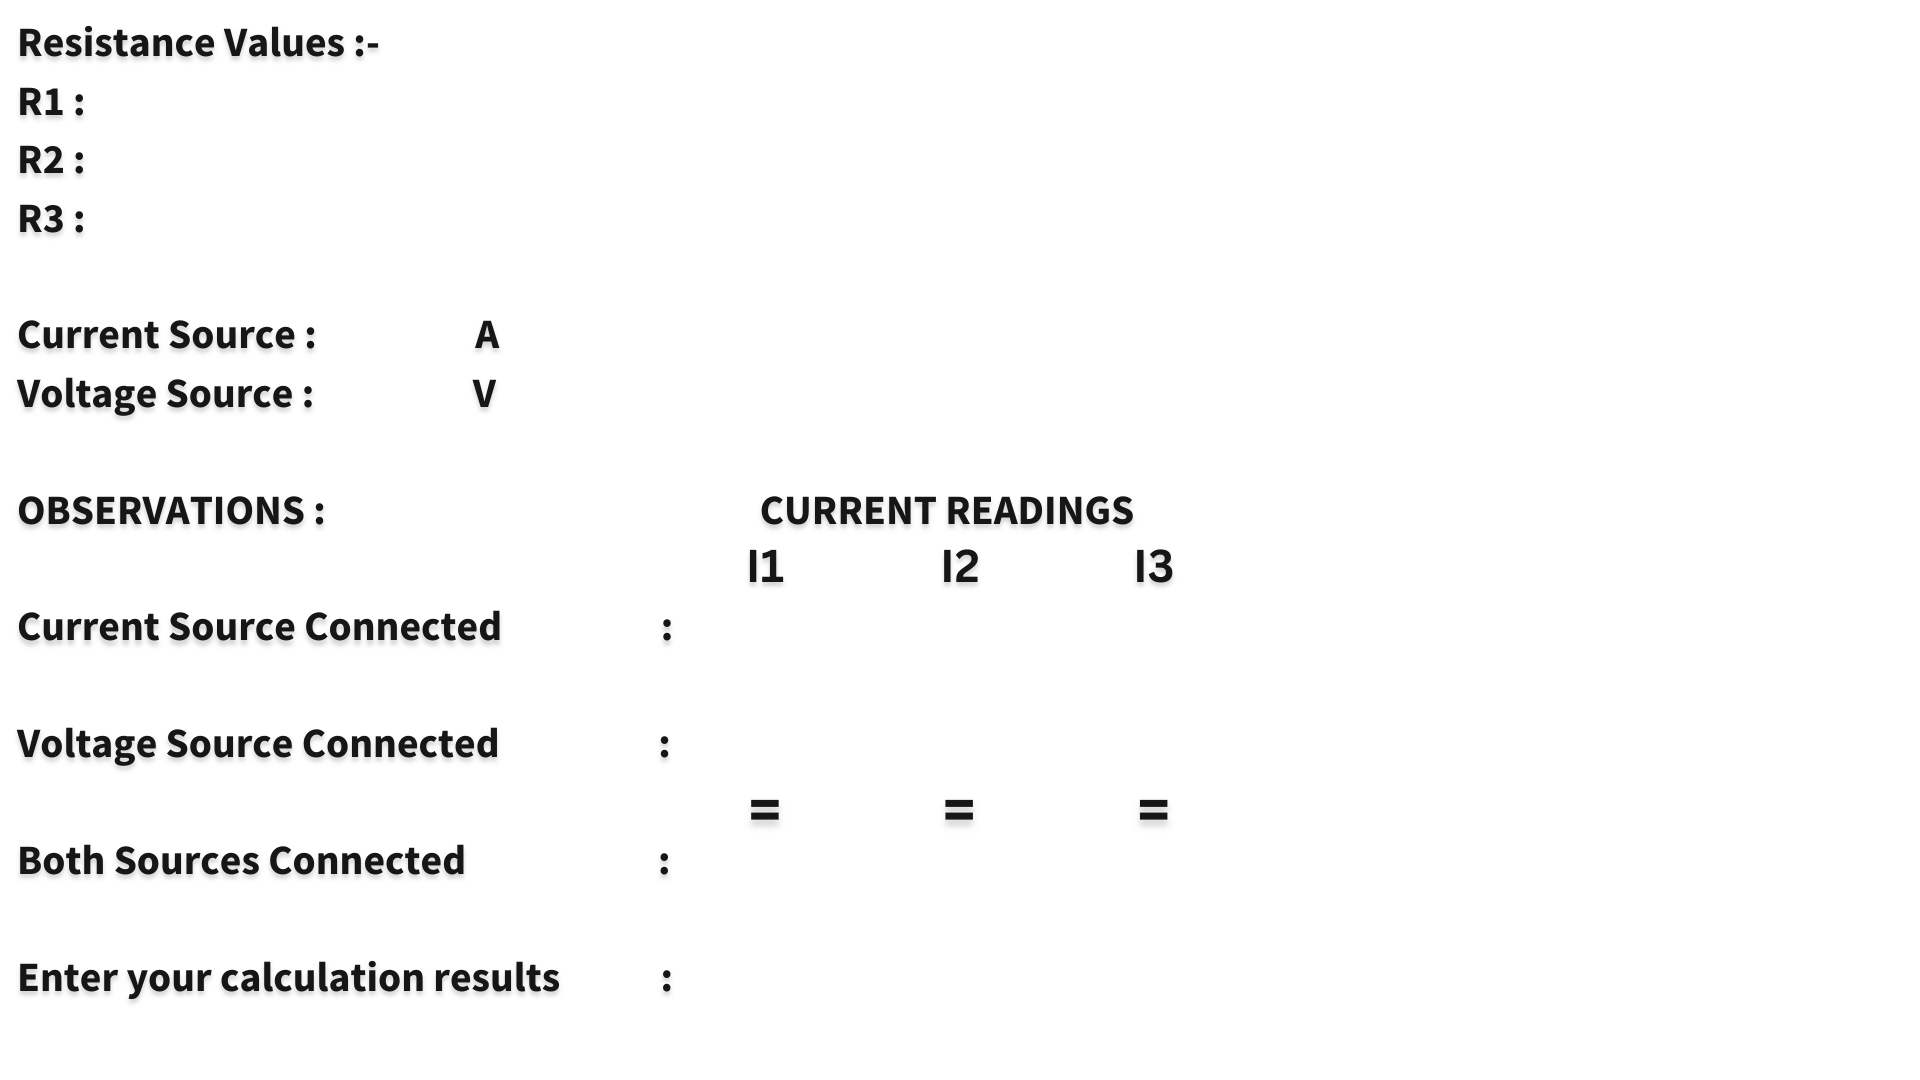 Resistance Values :-
R1 :
R2 :
R3 :
Current Source : A
Voltage Source : V
OBSERVATIONS : CURRENT READINGS
I1 I2 I3
Current Source Connected :
Voltage Source Connected :
= = =
Both Sources Connected :
Enter your calculation results :